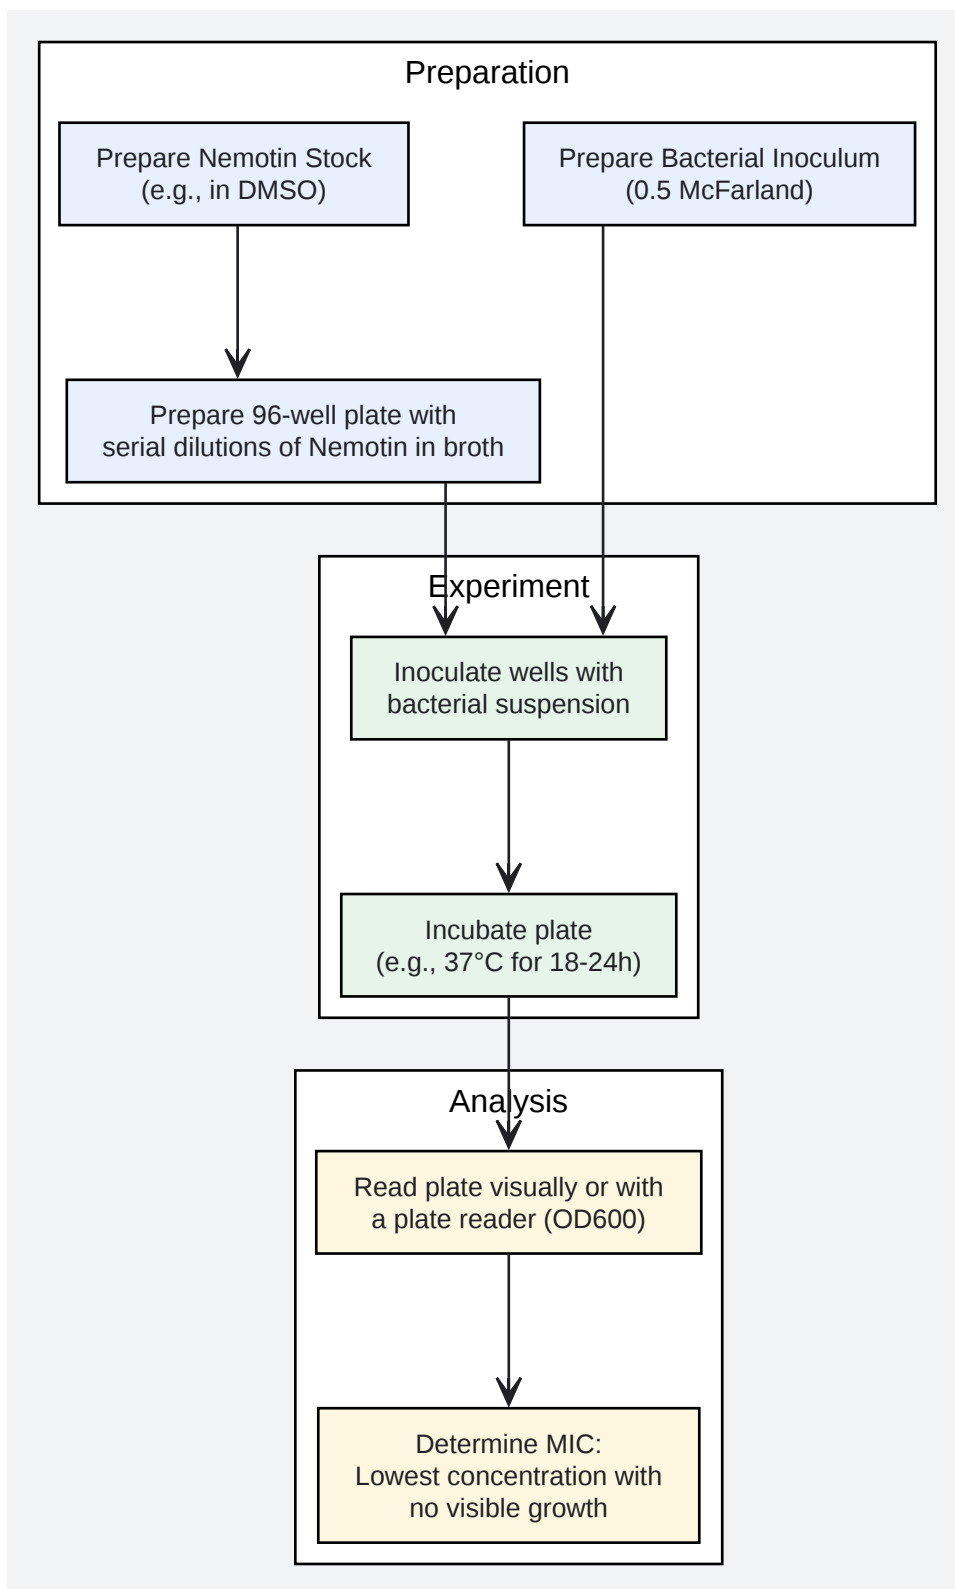 Preparation
Prepare Nemotin Stock
(e.g., in DMSO)
Prepare Bacterial Inoculum
(0.5 McFarland)
Prepare 96-well plate with
serial dilutions of Nemotin in broth
Experiment
Inoculate wells with
bacterial suspension
Incubate plate
(e.g., 37°C for 18-24h)
Analysis
Read plate visually or with
a plate reader (OD600)
Determine MIC:
Lowest concentration with
no visible growth